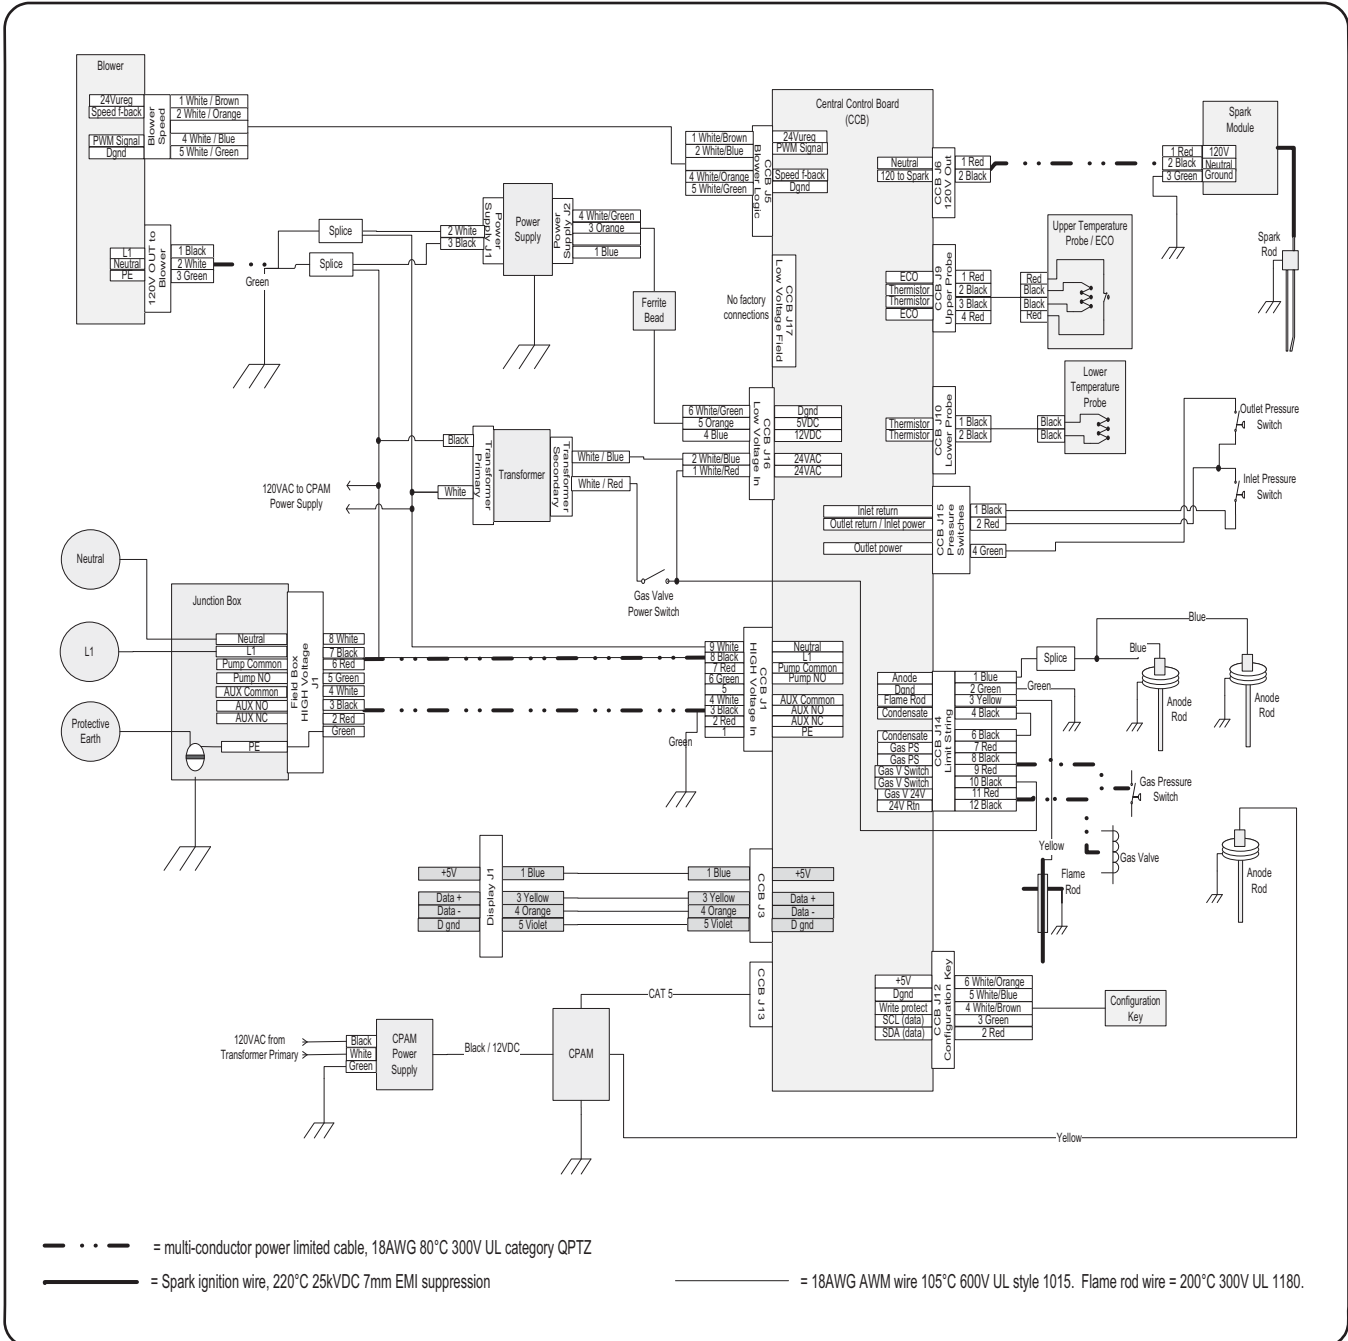 Blower
24Vureg
Speed f-back
PWM Signal
Dgnd
Blower
Speed
1 White / Brown
2 White / Orange
4 White / Blue
5 White / Green
L1
Neutral
PE
120V OUT to
Blower
1 Black
2 White
3 Green
Green
Splice
Splice
2 White
3 Black
Power
Supply J1
Power
Supply
Power
Supply J2
4 White/Green
3 Orange
1 Blue
Ferrite
Bead
Central Control Board
(CCB)
1 White/Brown
2 White/Blue
4 White/Orange
5 White/Green
CCB J5
Blower Logic
24Vureg
PWM Signal
Speed f-back
Dgnd
No factory
connections
CCB J17
Low Voltage Field
6 White/Green
5 Orange
4 Blue
2 White/Blue
1 White/Red
CCB J16
Low Voltage In
Dgnd
5VDC
12VDC
24VAC
24VAC
Black
White
Transformer
Primary
Transformer
Transformer
Secondary
White / Blue
White / Red
120VAC to CPAM
Power Supply
Gas Valve
Power Switch
Neutral
L1
Protective
Earth
Junction Box
Neutral
L1
Pump Common
Pump NO
AUX Common
AUX NO
AUX NC
PE
Field Box
HIGH Voltage
J1
8 White
7 Black
6 Red
5 Green
4 White
3 Black
2 Red
Green
9 White
8 Black
7 Red
6 Green
5
4 White
3 Black
2 Red
1
Green
CCB J1
HIGH Voltage In
Neutral
L1
Pump Common
Pump NO
AUX Common
AUX NO
AUX NC
PE
+5V
Data +
Data -
D gnd
Display J1
1 Blue
3 Yellow
4 Orange
5 Violet
1 Blue
3 Yellow
4 Orange
5 Violet
CCB J3
+5V
Data +
Data -
D gnd
CCB J13
CAT 5
120VAC from
Transformer Primary
Black
White
Green
CPAM
Power
Supply
Black / 12VDC
CPAM
Yellow
Neutral
120 to Spark
CCB J6
120V Out
1 Red
2 Black
1 Red
2 Black
3 Green
120V
Neutral
Ground
Spark
Module
Spark
Rod
ECO
Thermistor
Thermistor
ECO
CCB J9
Upper Probe
1 Red
2 Black
3 Black
4 Red
Red
Black
Black
Red
Upper Temperature
Probe / ECO
Thermistor
Thermistor
CCB J10
Lower Probe
1 Black
2 Black
Black
Black
Lower
Temperature
Probe
Outlet Pressure
Switch
Inlet Pressure
Switch
Inlet return
Outlet return / Inlet power
Outlet power
CCB J15
Pressure
Switches
1 Black
2 Red
4 Green
Anode
Dgnd
Flame Rod
Condensate
Condensate
Gas PS
Gas PS
Gas V Switch
Gas V Switch
Gas V 24V
24V Rtn
CCB J14
Limit String
1 Blue
2 Green
3 Yellow
4 Black
6 Black
7 Red
8 Black
9 Red
10 Black
11 Red
12 Black
Splice
Green
Blue
Blue
Anode
Rod
Anode
Rod
Gas Pressure
Switch
Gas Valve
Yellow
Flame
Rod
Anode
Rod
+5V
Dgnd
Write protect
SCL (data)
SDA (data)
CCB J12
Configuration Key
6 White/Orange
5 White/Blue
4 White/Brown
3 Green
2 Red
Configuration
Key
= multi-conductor power limited cable, 18AWG 80°C 300V UL category QPTZ
= Spark ignition wire, 220°C 25kVDC 7mm EMI suppression
= 18AWG AWM wire 105°C 600V UL style 1015. Flame rod wire = 200°C 300V UL 1180.